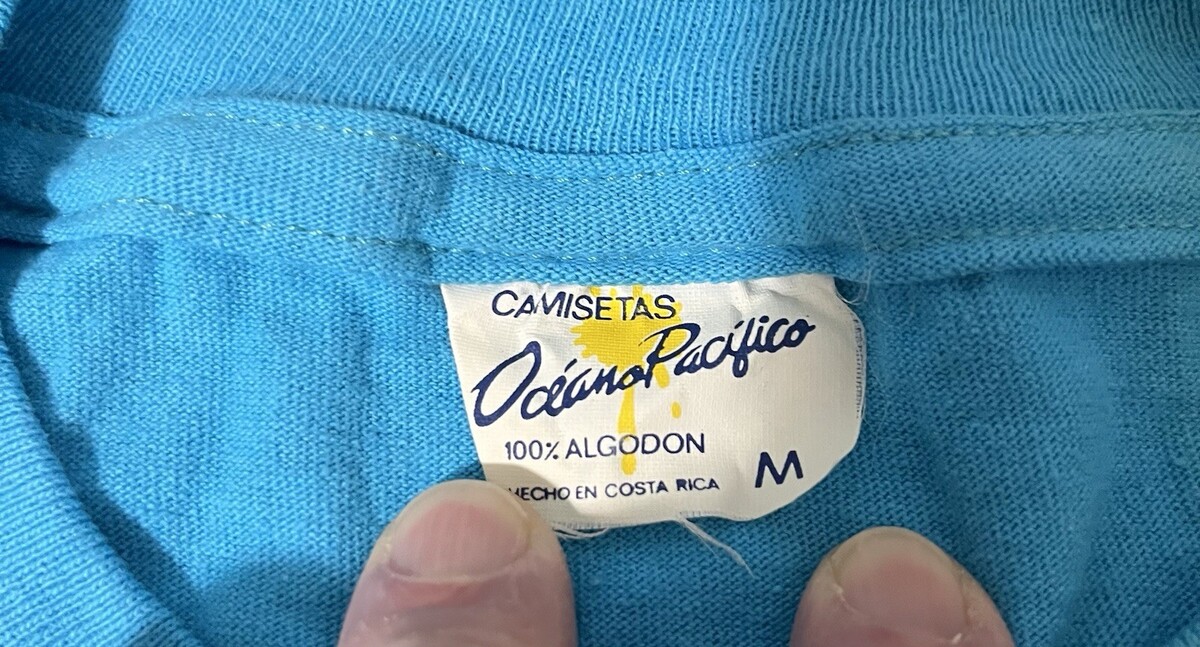 CAMISETAS
Océano Pacífico
100% ALGODON
HECHO EN COSTA RICA
M